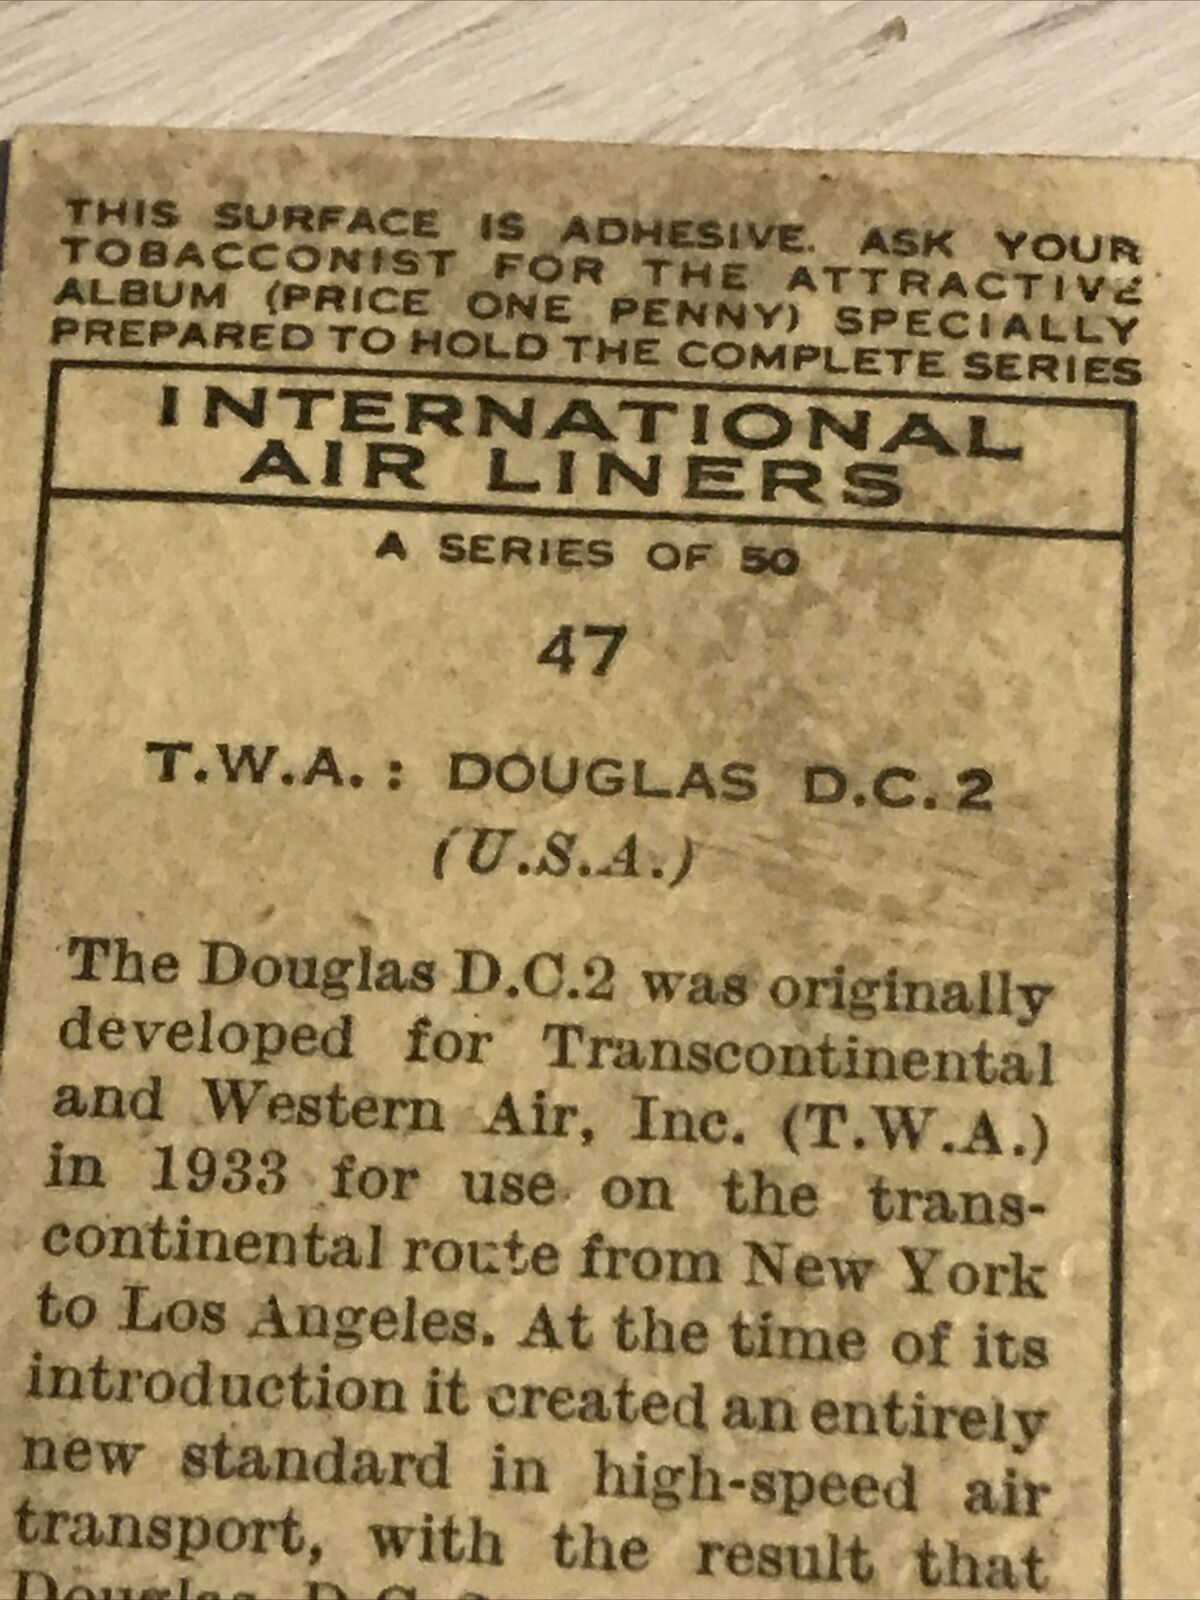 THIS SURFACE IS ADHESIVE. ASK YOUR
TOBACCONIST FOR THE ATTRACTIVE
ALBUM (PRICE ONE PENNY) SPECIALLY
PREPARED TO HOLD THE COMPLETE SERIES
INTERNATIONAL
AIR LINERS
A SERIES OF 50
47
T.W.A.: DOUGLAS D.C.2
(U.S.A.)
The Douglas D.C.2 was originally
developed for Transcontinental
and Western Air, Inc. (T.W.A.)
in 1933 for use on the trans-
continental route from New York
to Los Angeles. At the time of its
introduction it created an entirely
new standard in high-speed air
transport, with the result that
Douglas D.C.